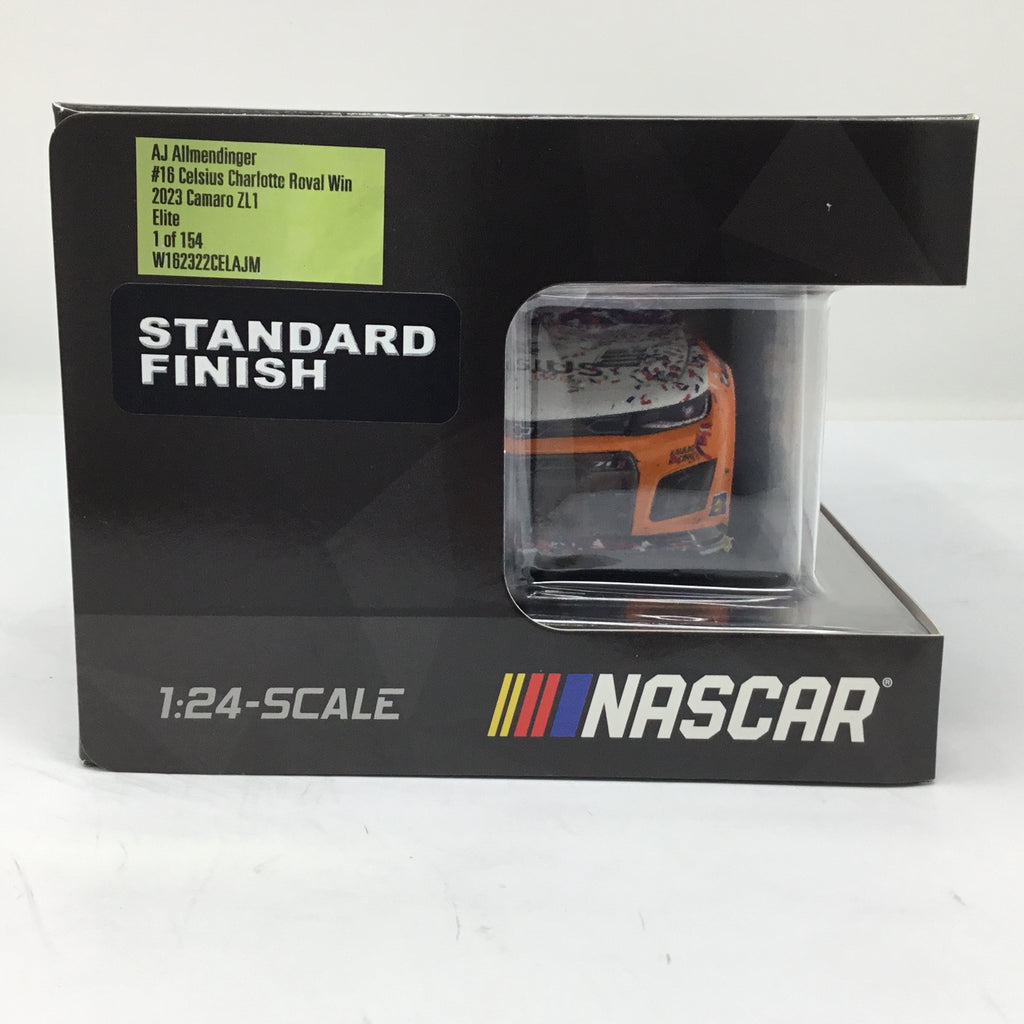 AJ Allmendinger
#16 Celsius Charlotte Roval Win
2023 Camaro ZL1
Elite
1 of 154
W162322CELAJM
STANDARD
FINISH
1:24-SCALE
NASCAR®